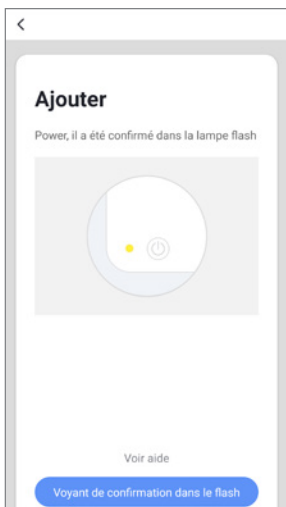 Ajouter
Power, il a été confirmé dans la lampe flash
Voir aide
Voyant de confirmation dans le flash